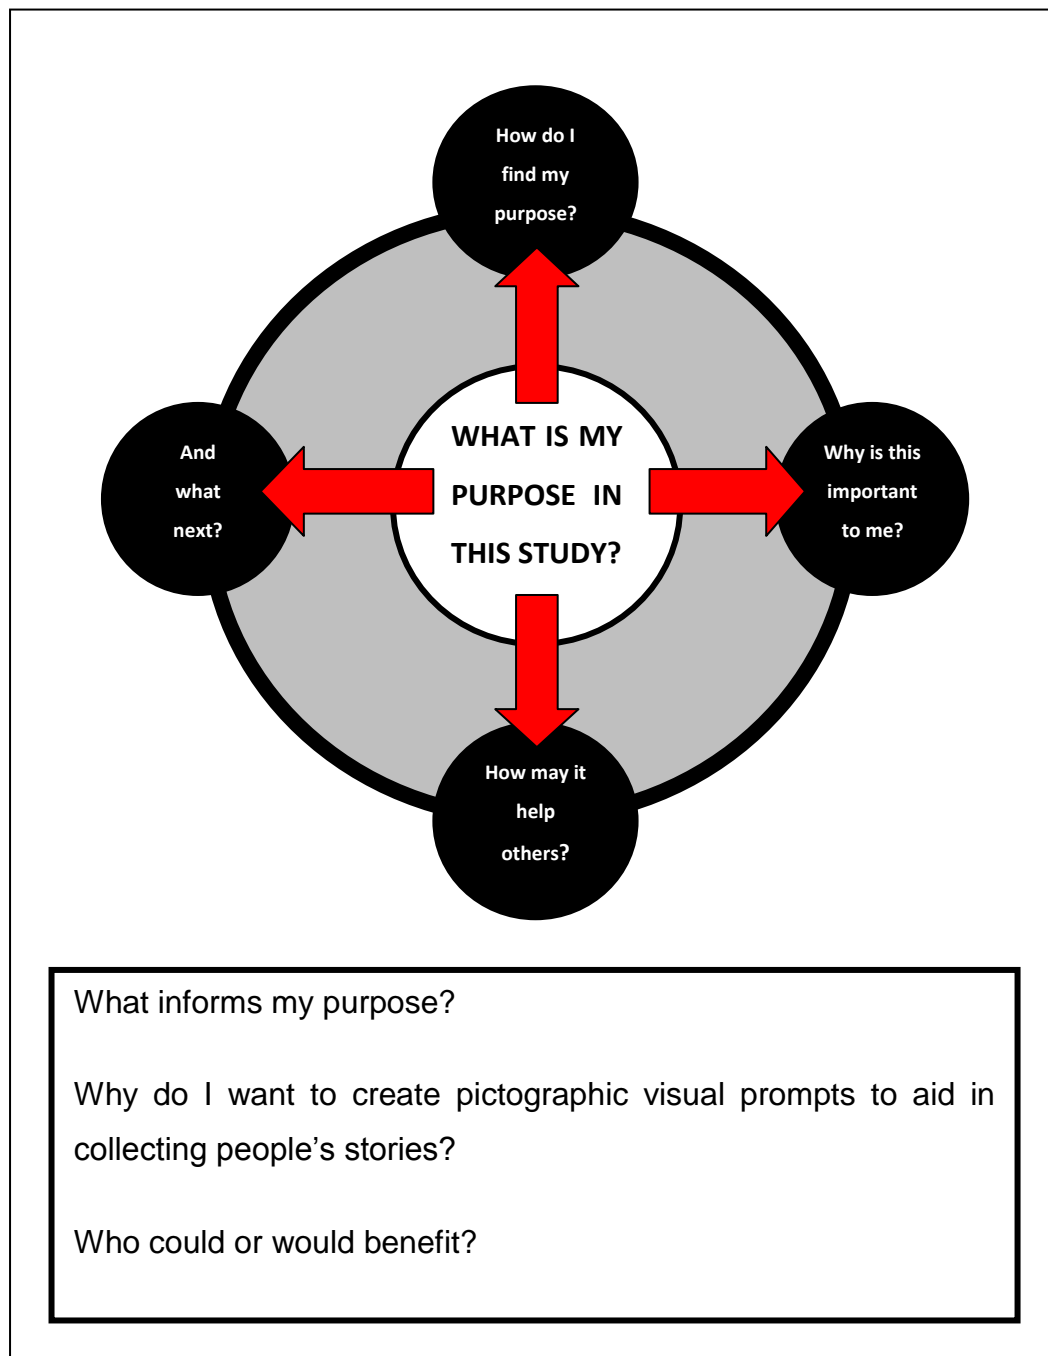 How do I
find my
purpose?
And
what
next?
WHAT IS MY
PURPOSE IN
THIS STUDY?
Why is this
important
to me?
How may it
help
others?
What informs my purpose?
Why do I want to create pictographic visual prompts to aid in
collecting people’s stories?
Who could or would benefit?